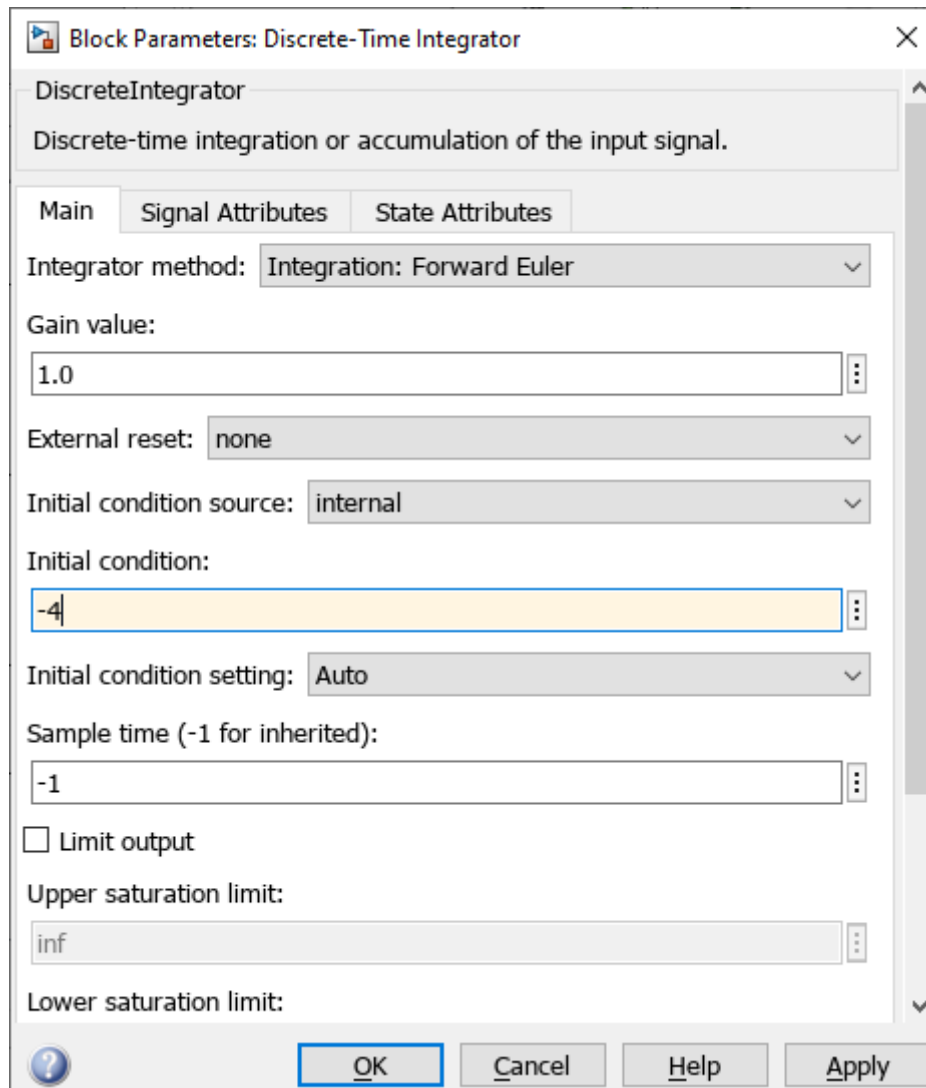 Block Parameters: Discrete-Time Integrator
DiscreteIntegrator
Discrete-time integration or accumulation of the input signal.
Main Signal Attributes State Attributes
Integrator method: Integration: Forward Euler
Gain value:
1.0
External reset: none
Initial condition source: internal
Initial condition:
-4
Initial condition setting: Auto
Sample time (-1 for inherited):
-1
Limit output
Upper saturation limit:
inf
Lower saturation limit:
OK Cancel Help Apply